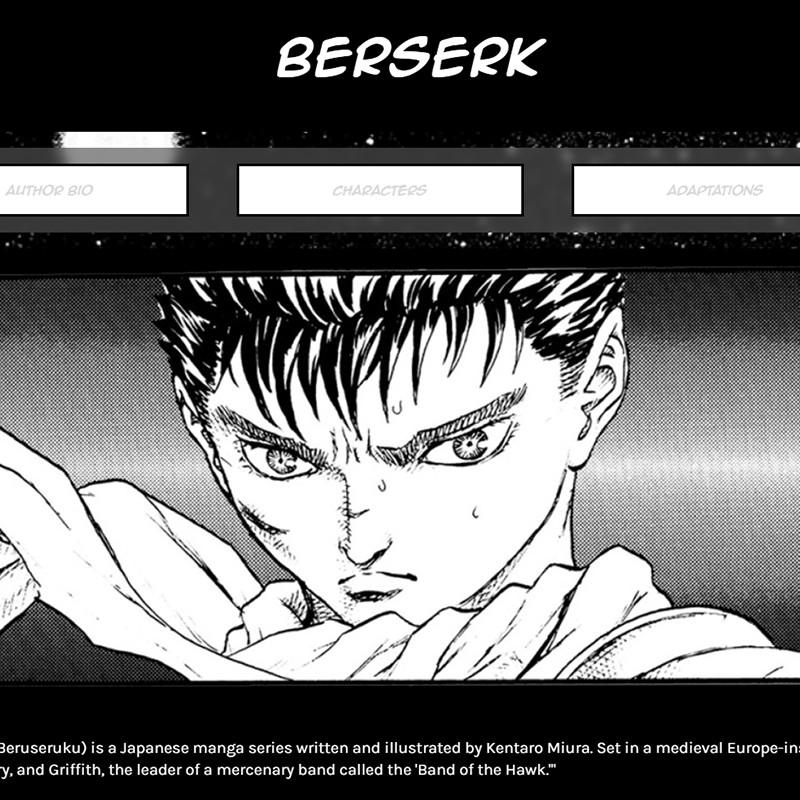 BERSERK
AUTHOR BIO
CHARACTERS
ADAPTATIONS
Beruseruku) is a Japanese manga series written and illustrated by Kentaro Miura. Set in a medieval Europe-ins
ry, and Griffith, the leader of a mercenary band called the 'Band of the Hawk.'"